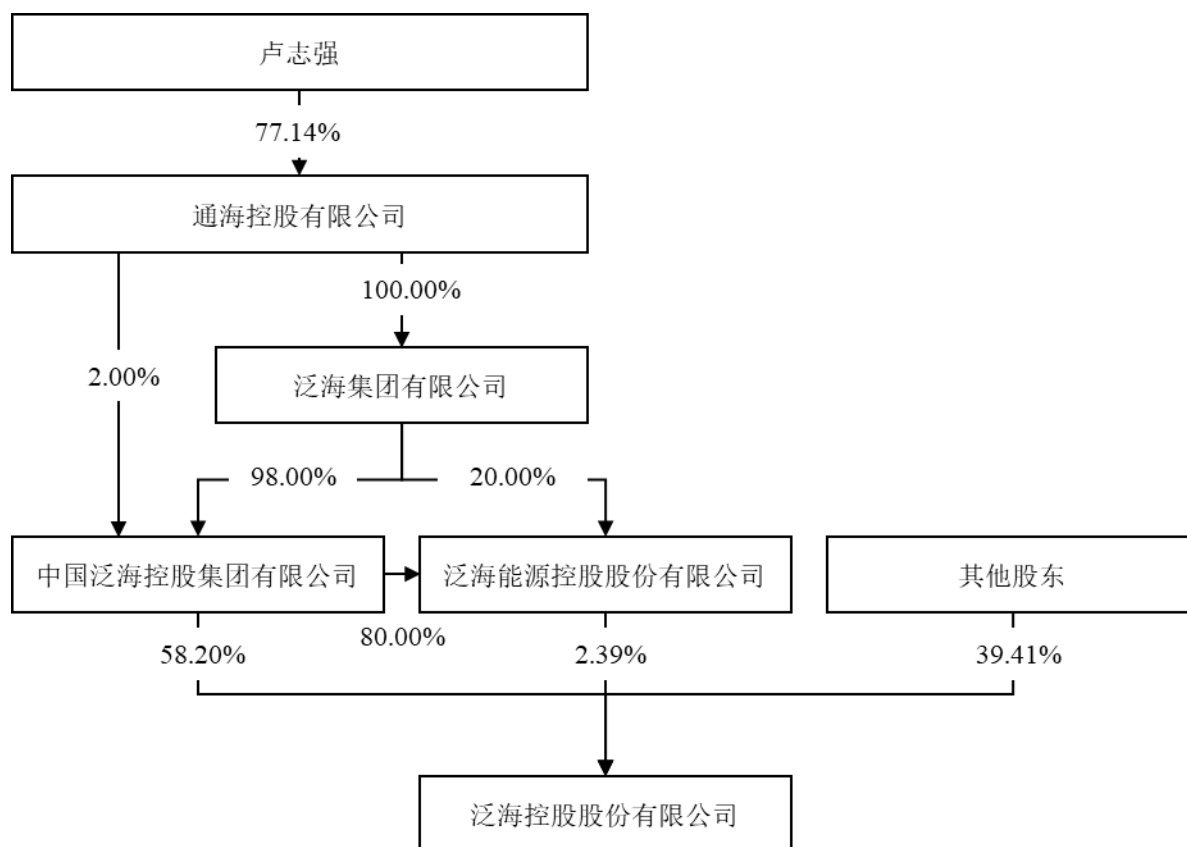 卢志强
77.14%
通海控股有限公司
100.00%
2.00%
泛海集团有限公司
98.00%
20.00%
中国泛海控股集团有限公司
泛海能源控股股份有限公司
其他股东
80.00%
58.20%
2.39%
39.41%
泛海控股股份有限公司